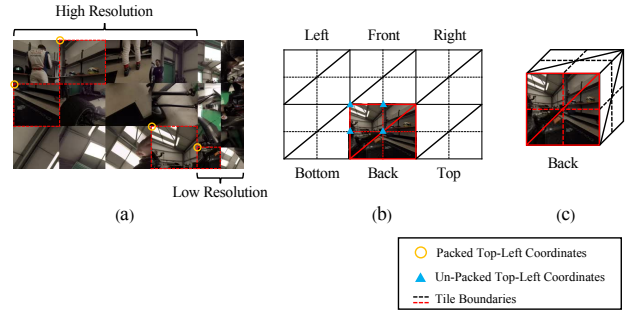 High Resolution
Low Resolution
(a)
Left Front Right
Bottom Back Top
(b)
Back
(c)
Packed Top-Left Coordinates
Un-Packed Top-Left Coordinates
Tile Boundaries